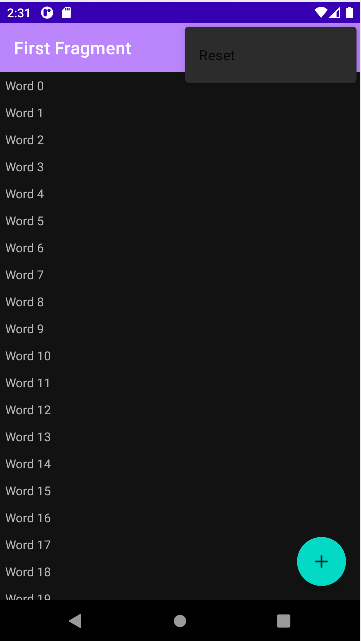 2:31
First Fragment
Reset
Word 0
Word 1
Word 2
Word 3
Word 4
Word 5
Word 6
Word 7
Word 8
Word 9
Word 10
Word 11
Word 12
Word 13
Word 14
Word 15
Word 16
Word 17
Word 18
Word 19